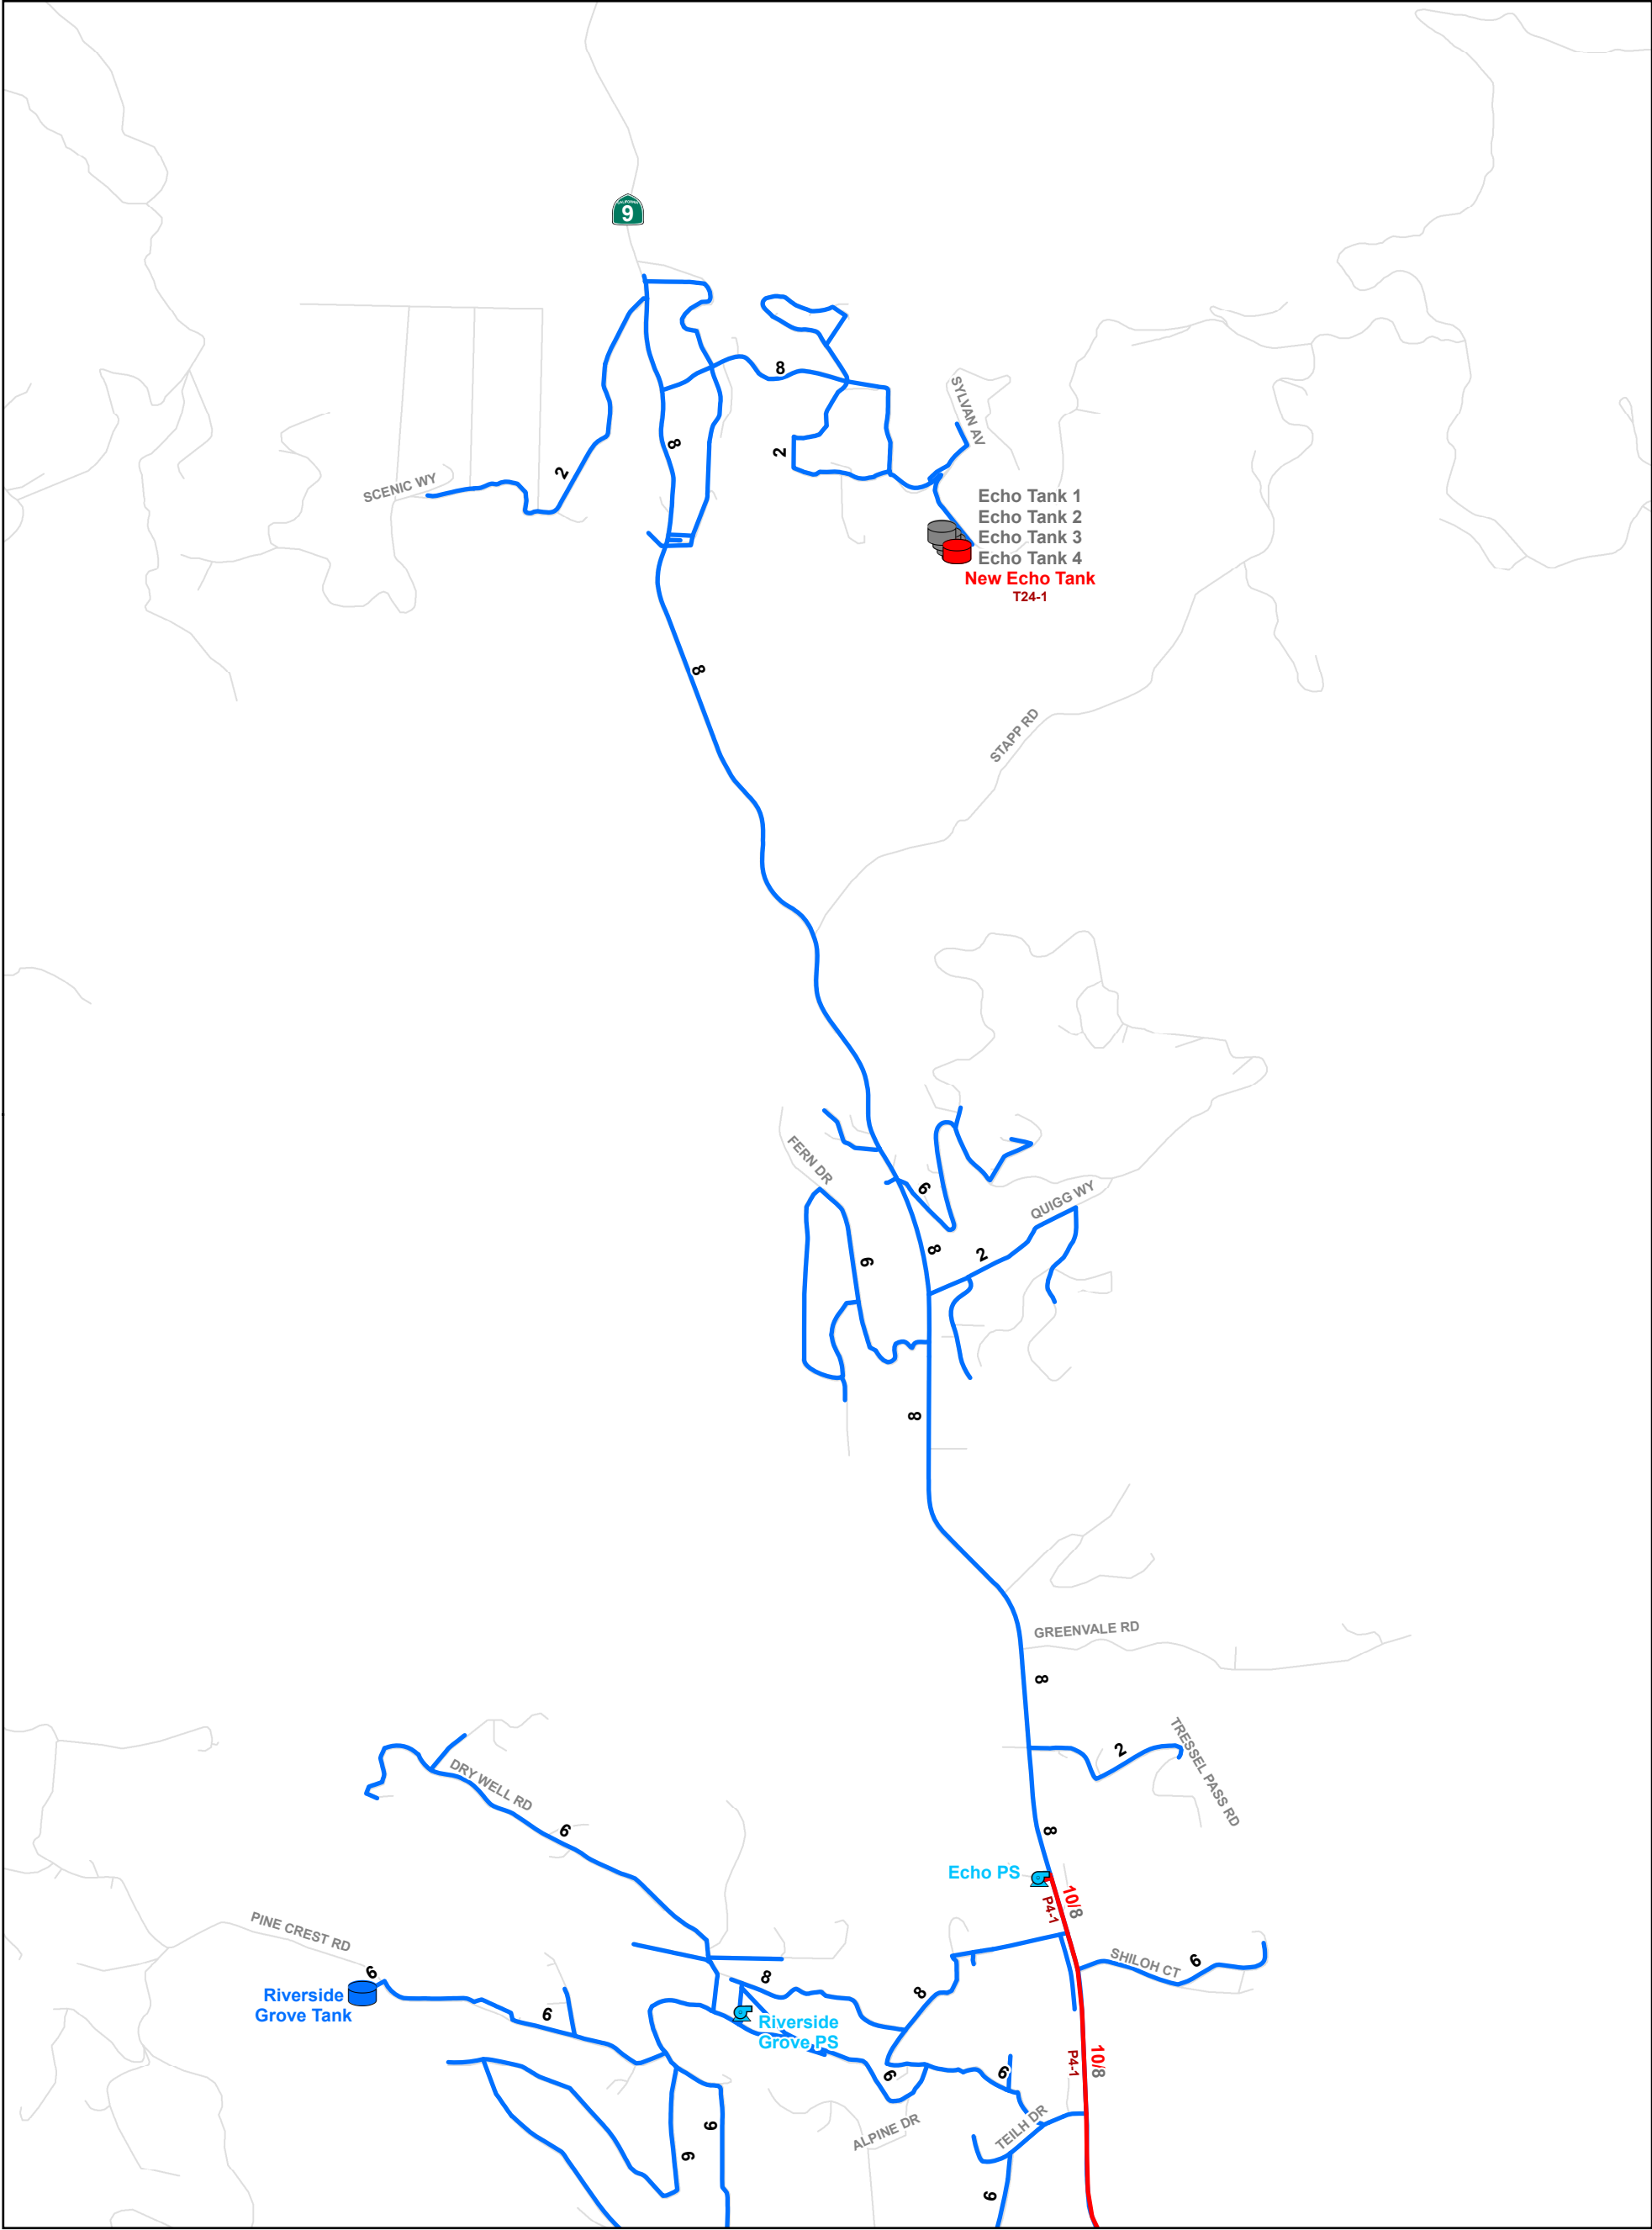 CALIFORNIA
9
8
SYLVAN AV
8
2
2
SCENIC WY
Echo Tank 1
Echo Tank 2
Echo Tank 3
Echo Tank 4
New Echo Tank
T24-1
8
STAPP RD
FERN DR
6
QUIGG WY
8
2
6
8
GREENVALE RD
8
TRESSEL PASS RD
2
DRY WELL RD
6
8
Echo PS
10/8
P4-1
PINE CREST RD
SHILOH CT
6
6
8
8
Riverside
Grove Tank
6
Riverside
Grove PS
10/8
P4-1
6
6
ALPINE DR
TEILH DR
6
6
6